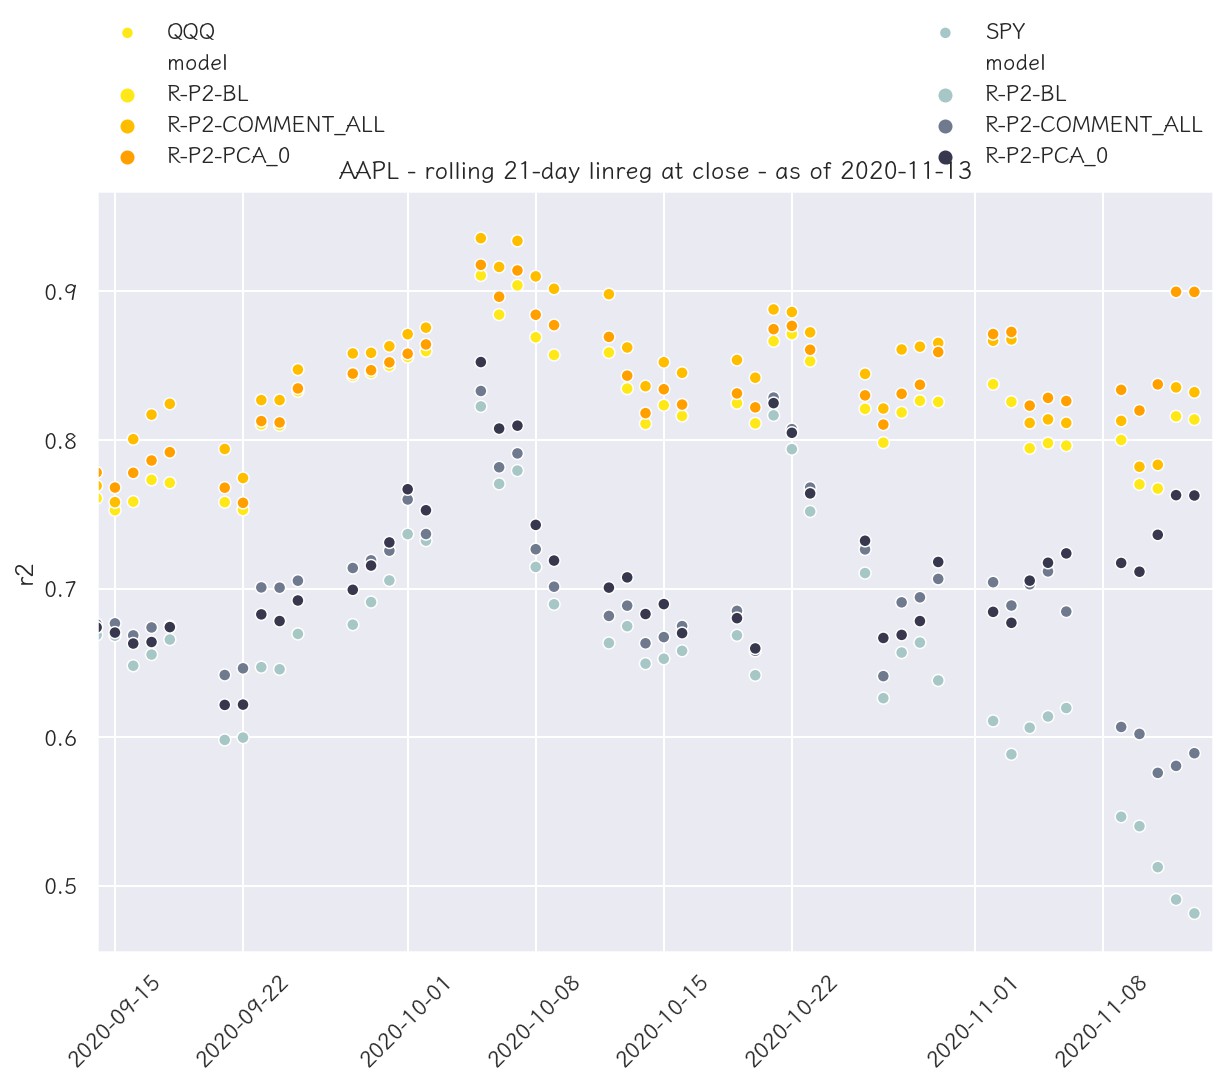 QQQ
model
R-P2-BL
R-P2-COMMENT_ALL
R-P2-PCA_0
SPY
model
R-P2-BL
R-P2-COMMENT_ALL
R-P2-PCA_0
AAPL - rolling 21-day linreg at close - as of 2020-11-13
r2
0.9
0.8
0.7
0.6
0.5
2020-09-15
2020-09-22
2020-10-01
2020-10-08
2020-10-15
2020-10-22
2020-11-01
2020-11-08